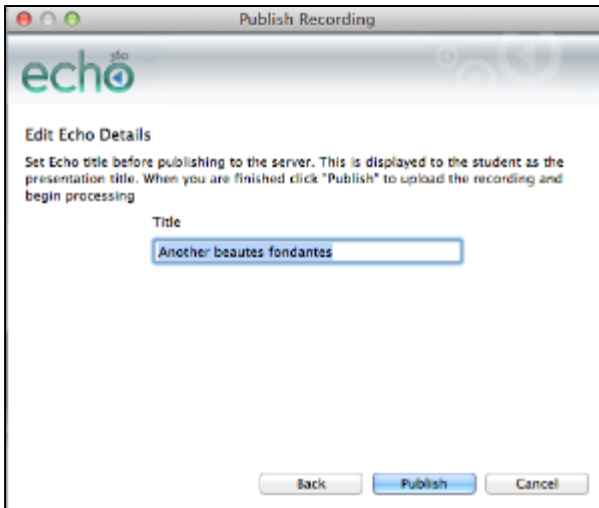 Publish Recording
echo360
Edit Echo Details
Set Echo title before publishing to the server. This is displayed to the student as the
presentation title. When you are finished click "Publish" to upload the recording and
begin processing
Title
Another beautes fondantes
Back Publish Cancel